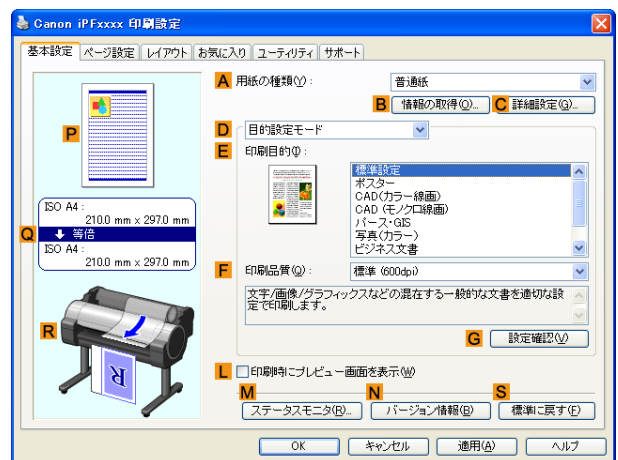 Canon iPFxxxx 印刷設定
基本設定 ページ設定 レイアウト お気に入り ユーティリティ サポート
A 用紙の種類(Y): 普通紙
B 情報の取得(O)... C 詳細設定(G)...
P
D 目的設定モード
E 印刷目的(I):
標準設定
ポスター
CAD(カラー線画)
CAD (モノクロ線画)
パース・GIS
写真(カラー)
ビジネス文書
ISO A4 :
210.0 mm x 297.0 mm
Q 等倍
ISO A4 :
210.0 mm x 297.0 mm
F 印刷品質(Q): 標準 (600dpi)
文字/画像/グラフィックスなどの混在する一般的な文書を適切な設
定で印刷します。
R
G 設定確認(V)
L 印刷時にプレビュー画面を表示(W)
M N S
ステータスモニタ(R)... バージョン情報(B) 標準に戻す(F)
OK キャンセル 適用(A) ヘルプ